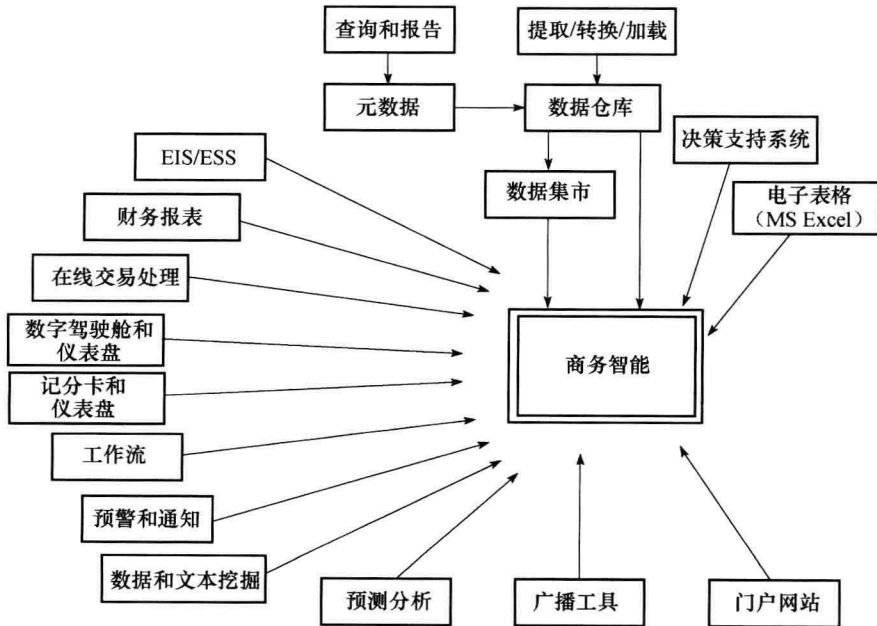 查询和报告
提取/转换/加载
元数据
数据仓库
决策支持系统
EIS/ESS
数据集市
电子表格
（MS Excel）
财务报表
在线交易处理
数字驾驶舱和
仪表盘
商务智能
记分卡和
仪表盘
工作流
预警和通知
数据和文本挖掘
预测分析
广播工具
门户网站